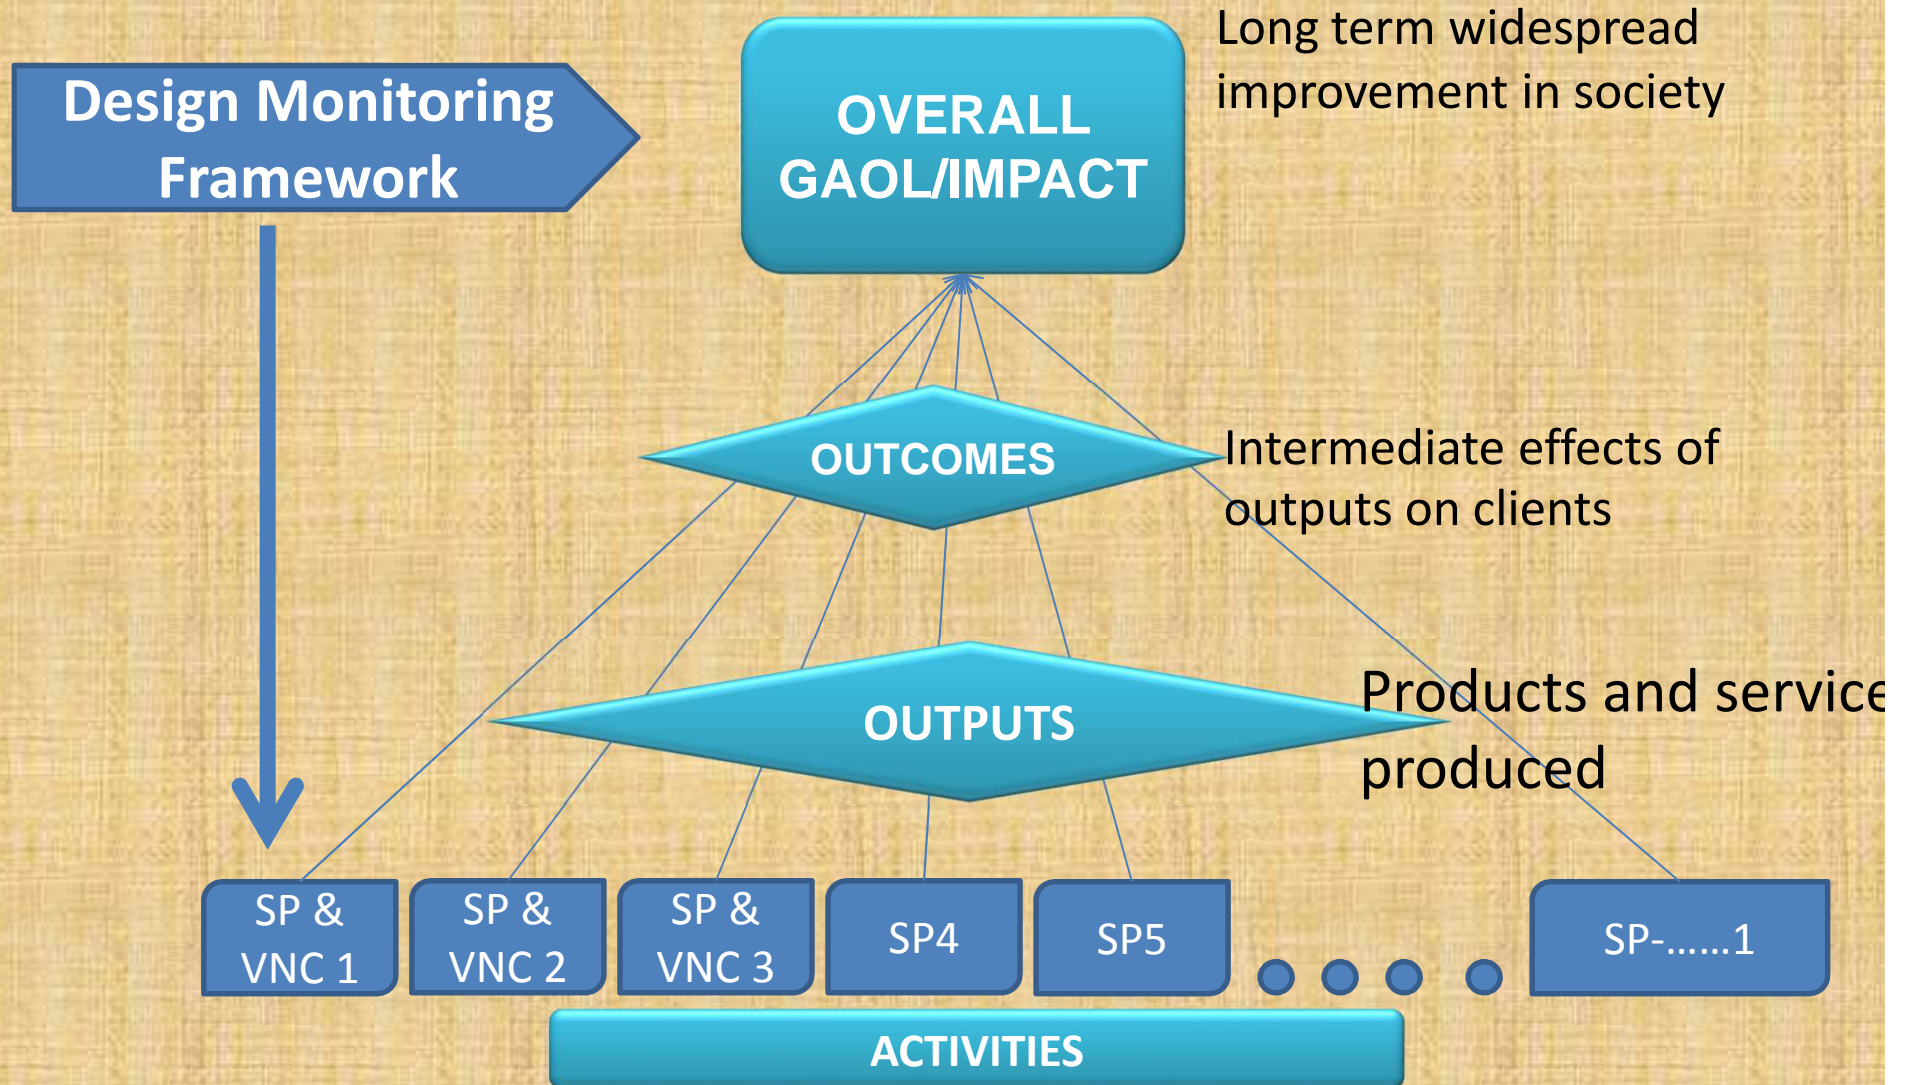 Design Monitoring
Framework
OVERALL
GAOL/IMPACT
Long term widespread
improvement in society
OUTCOMES
Intermediate effects of
outputs on clients
OUTPUTS
Products and service
produced
SP &
VNC 1
SP &
VNC 2
SP &
VNC 3
SP4
SP5
SP-......1
ACTIVITIES